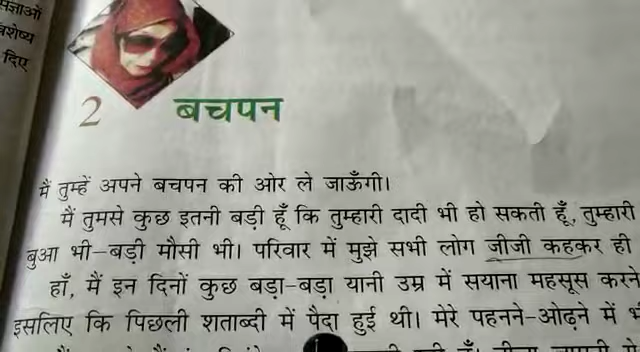 संज्ञाओं
विशेष्य
दिए
2 बचपन
मैं तुम्हें अपने बचपन की ओर ले जाऊँगी।
मैं तुमसे कुछ इतनी बड़ी हूँ कि तुम्हारी दादी भी हो सकती हूँ, तुम्हारी
बुआ भी–बड़ी मौसी भी। परिवार में मुझे सभी लोग जीजी कहकर ही
हाँ, मैं इन दिनों कुछ बड़ा-बड़ा यानी उम्र में सयाना महसूस करने
इसलिए कि पिछली शताब्दी में पैदा हुई थी। मेरे पहनने-ओढ़ने में